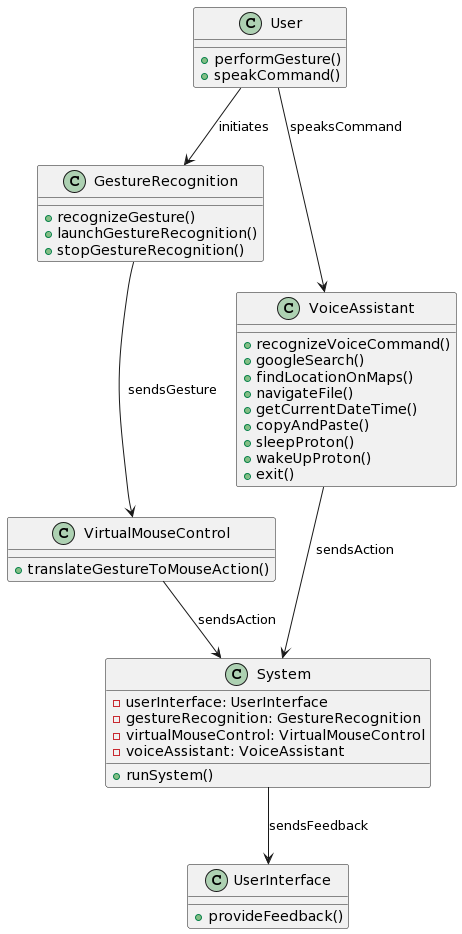 C User
performGesture()
speakCommand()
initiates
speaksCommand
C GestureRecognition
recognizeGesture()
launchGestureRecognition()
stopGestureRecognition()
C VoiceAssistant
recognizeVoiceCommand()
googleSearch()
findLocationOnMaps()
navigateFile()
getCurrentDateTime()
copyAndPaste()
sleepProton()
wakeUpProton()
exit()
sendsGesture
C VirtualMouseControl
translateGestureToMouseAction()
sendsAction
sendsAction
C System
userInterface: UserInterface
gestureRecognition: GestureRecognition
virtualMouseControl: VirtualMouseControl
voiceAssistant: VoiceAssistant
runSystem()
sendsFeedback
C UserInterface
provideFeedback()